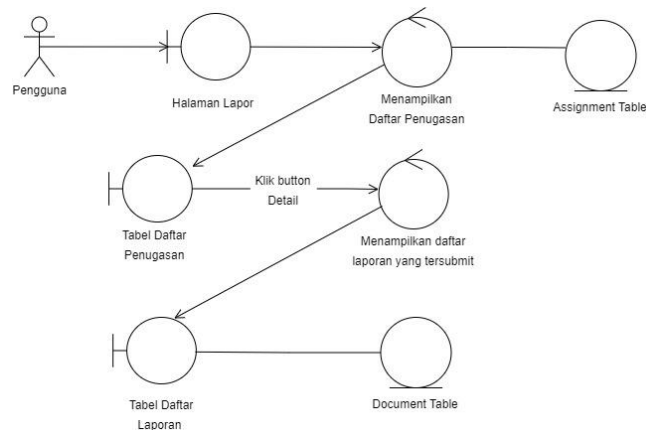 Pengguna
Halaman Lapor
Menampilkan
Daftar Penugasan
Assignment Table
Klik button
Detail
Tabel Daftar
Penugasan
Menampilkan daftar
laporan yang tersubmit
Tabel Daftar
Laporan
Document Table